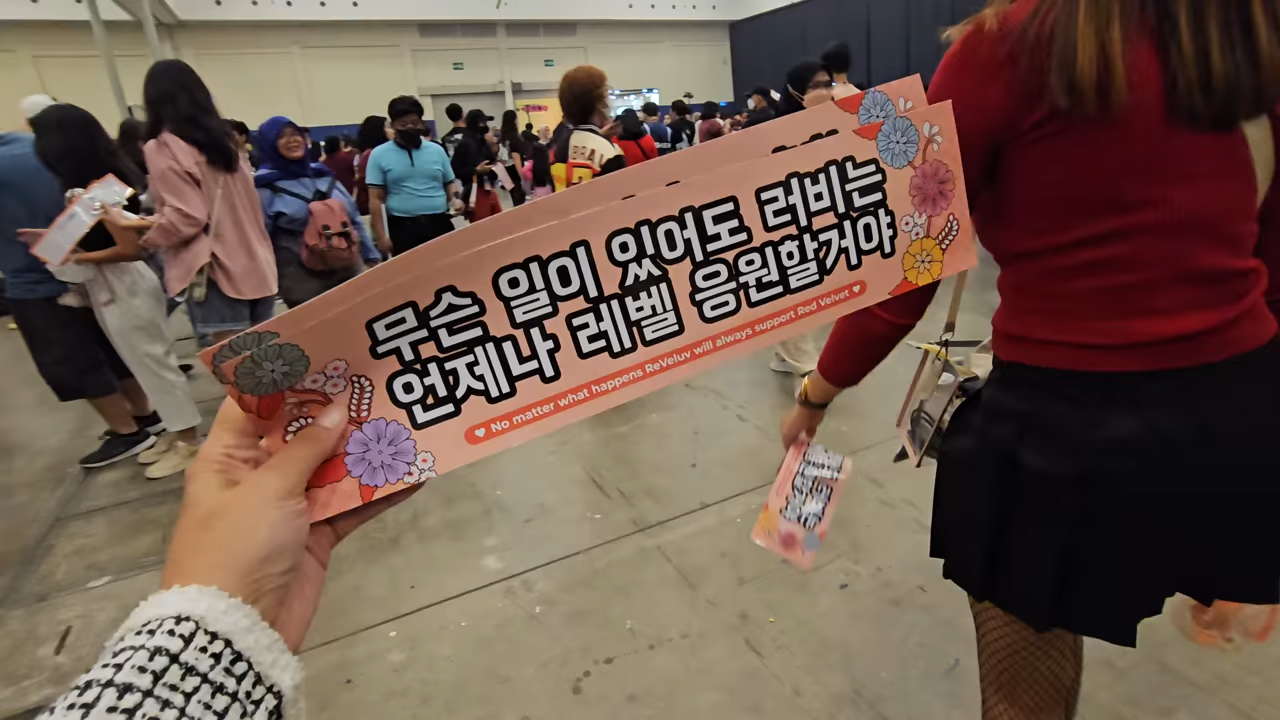 무슨 일이 있어도 러비는
언제나 레벨 응원할거야
No matter what happens ReVeluv will always support Red Velvet